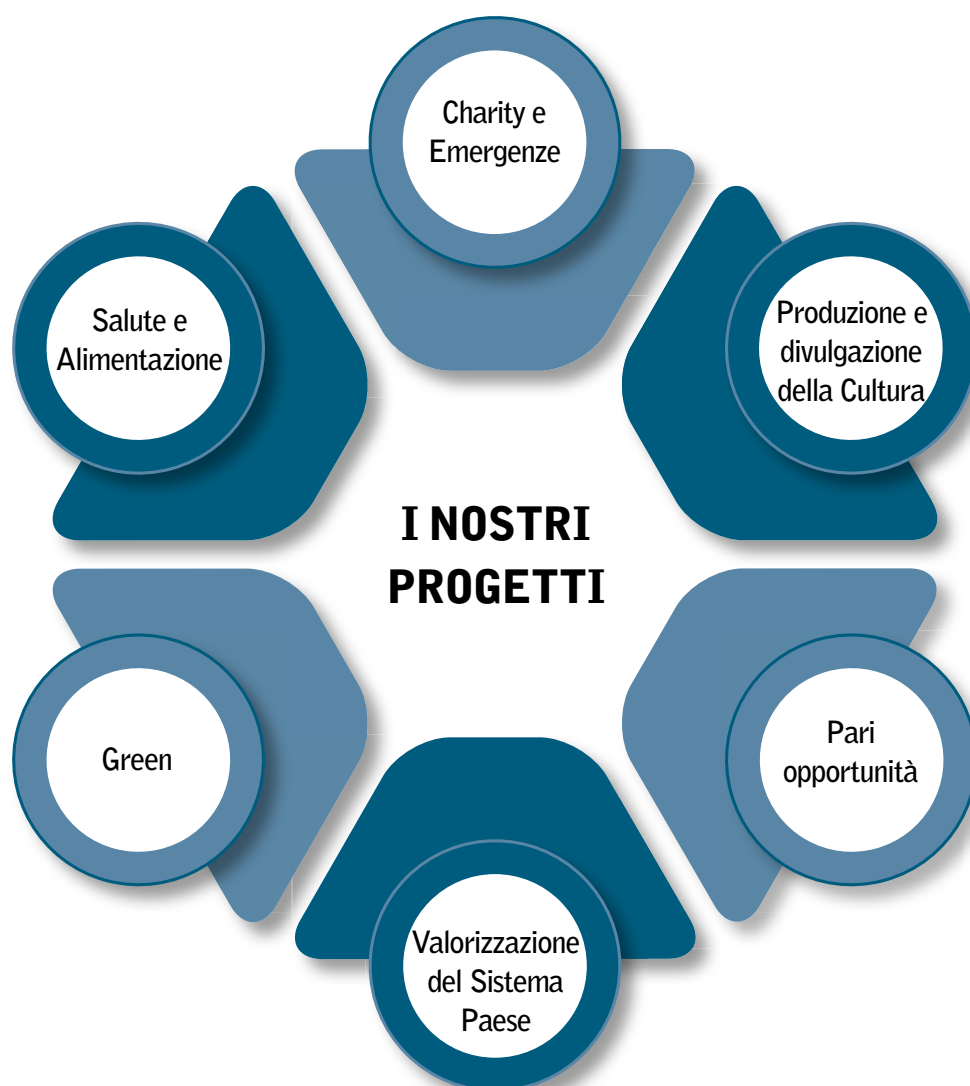 Charity e
Emergenze
Produzione e
divulgazione
della Cultura
Pari
opportunità
Valorizzazione
del Sistema
Paese
Green
Salute e
Alimentazione
I NOSTRI
PROGETTI